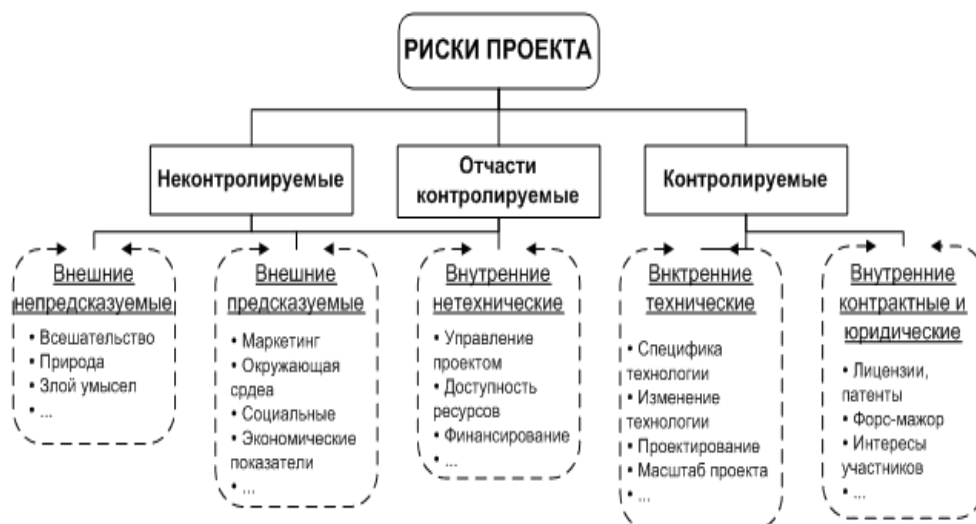 РИСКИ ПРОЕКТА
Неконтролируемые
Отчасти
контролируемые
Контролируемые
Внешние
непредсказуемые
• Всешательство
• Природа
• Злой умысел
• ...
Внешние
предсказуемые
• Маркетинг
• Окружающая
срдеа
• Социальные
• Экономические
показатели
• ...
Внутренние
нетехнические
• Управление
проектом
• Доступность
ресурсов
• Финансирование
• ...
Внктренние
технические
• Специфика
технологии
• Изменение
технологии
• Проектирование
• Масштаб проекта
• ...
Внутренние
контрактные и
юридические
• Лицензии,
патенты
• Форс-мажор
• Интересы
участников
• ...